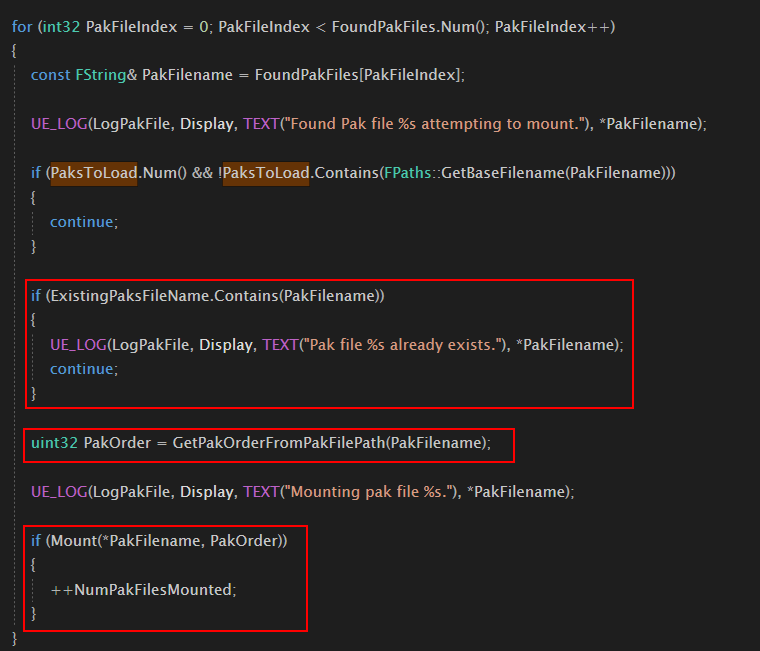 for (int32 PakFileIndex = 0; PakFileIndex < FoundPakFiles.Num(); PakFileIndex++)
{
const FString& PakFilename = FoundPakFiles[PakFileIndex];
UE_LOG(LogPakFile, Display, TEXT("Found Pak file %s attempting to mount."), *PakFilename);
if (PaksToLoad.Num() && !PaksToLoad.Contains(FPaths::GetBaseFilename(PakFilename)))
{
continue;
}
if (ExistingPaksFileName.Contains(PakFilename))
{
UE_LOG(LogPakFile, Display, TEXT("Pak file %s already exists."), *PakFilename);
continue;
}
uint32 PakOrder = GetPakOrderFromPakFilePath(PakFilename);
UE_LOG(LogPakFile, Display, TEXT("Mounting pak file %s."), *PakFilename);
if (Mount(*PakFilename, PakOrder))
{
++NumPakFilesMounted;
}
}